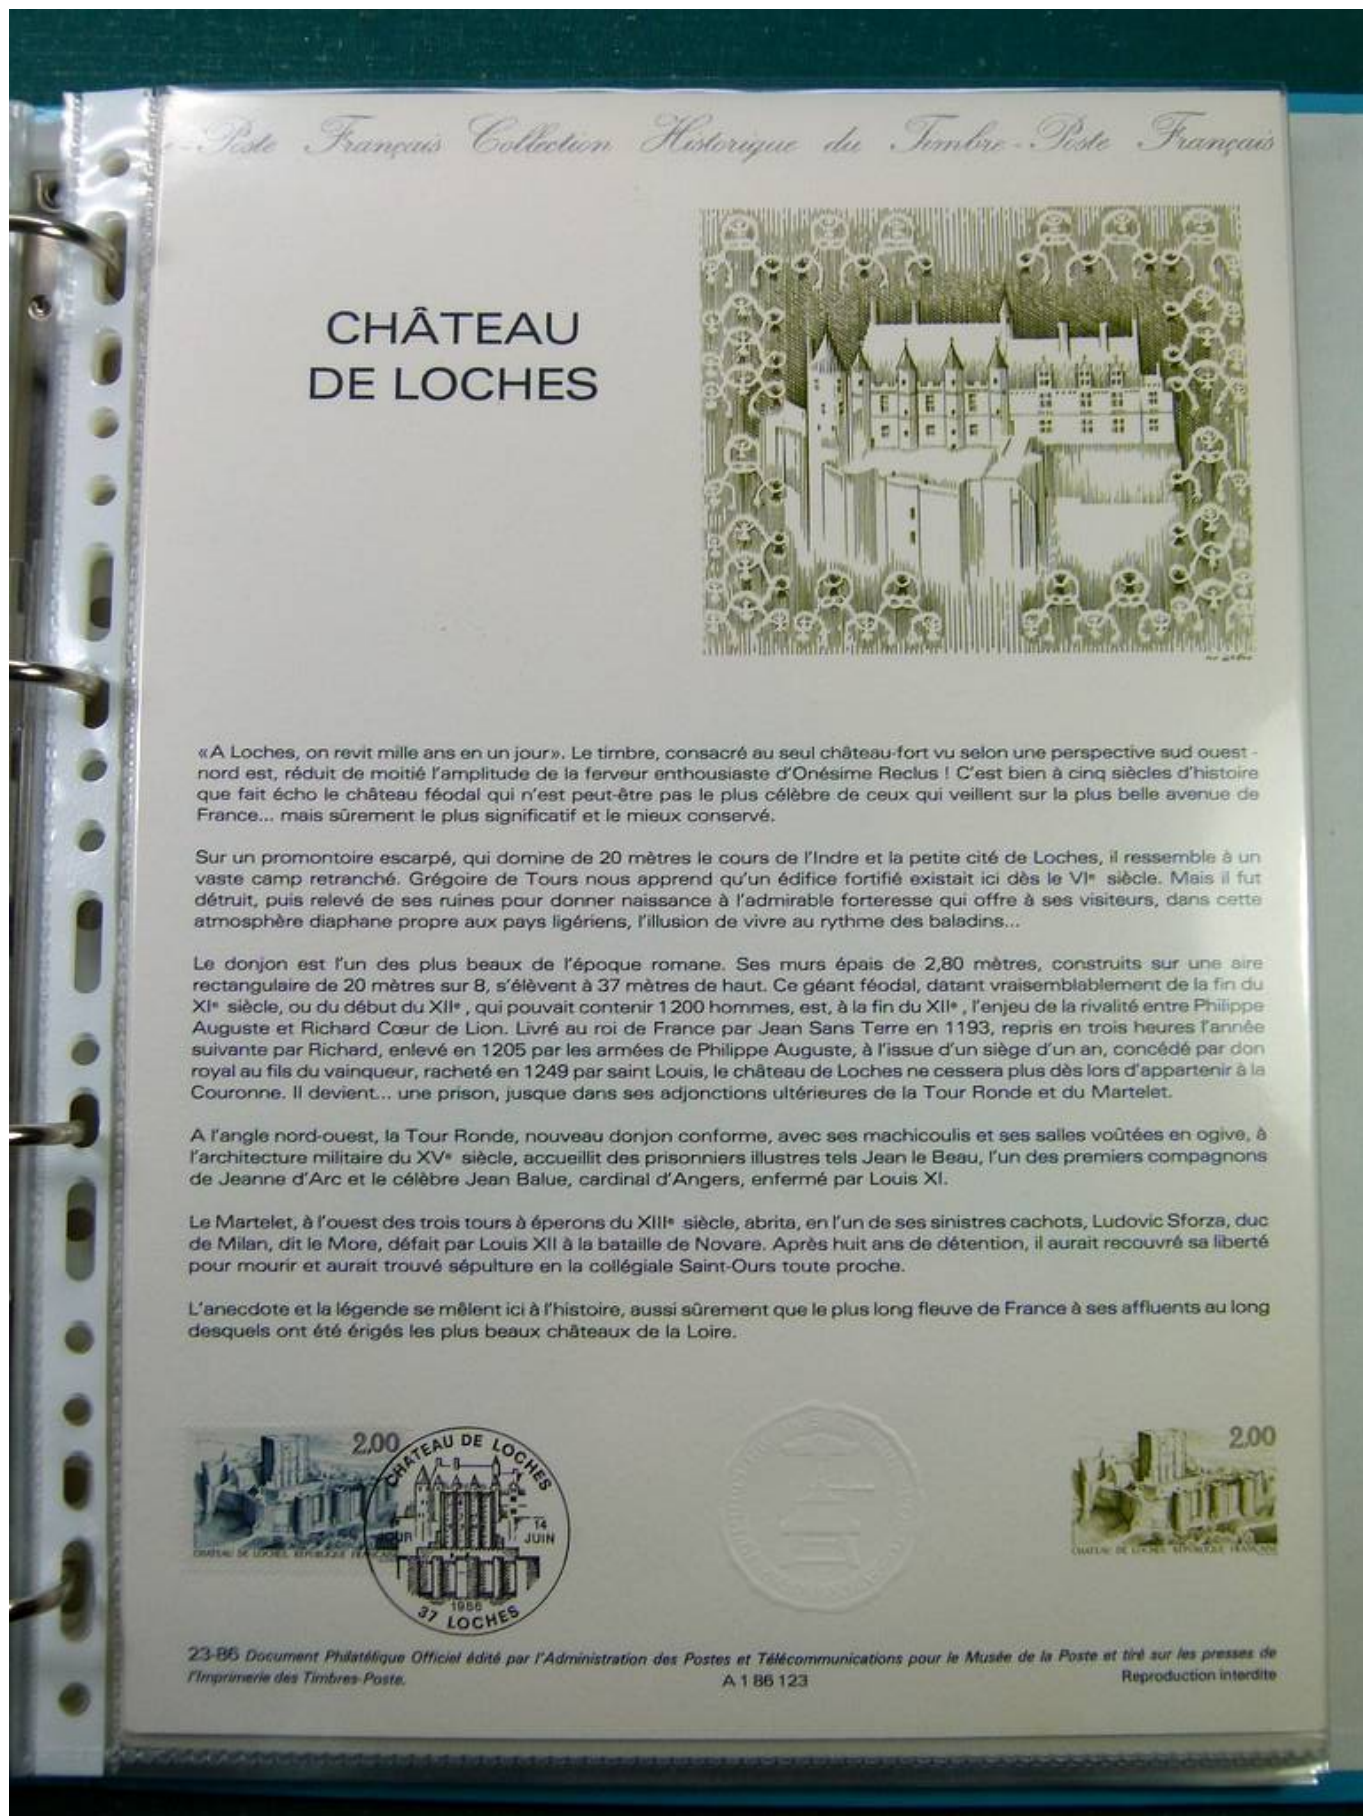 -Poste Français Collection Historique du Timbre-Poste Français
CHÂTEAU
DE LOCHES
«A Loches, on revit mille ans en un jour». Le timbre, consacré au seul château-fort vu selon une perspective sud ouest -
nord est, réduit de moitié l'amplitude de la ferveur enthousiaste d'Onésime Reclus ! C'est bien à cinq siècles d'histoire
que fait écho le château féodal qui n'est peut-être pas le plus célèbre de ceux qui veillent sur la plus belle avenue de
France... mais sûrement le plus significatif et le mieux conservé.
Sur un promontoire escarpé, qui domine de 20 mètres le cours de l'Indre et la petite cité de Loches, il ressemble à un
vaste camp retranché. Grégoire de Tours nous apprend qu'un édifice fortifié existait ici dès le VIe siècle. Mais il fut
détruit, puis relevé de ses ruines pour donner naissance à l'admirable forteresse qui offre à ses visiteurs, dans cette
atmosphère diaphane propre aux pays ligériens, l'illusion de vivre au rythme des baladins...
Le donjon est l'un des plus beaux de l'époque romane. Ses murs épais de 2,80 mètres, construits sur une aire
rectangulaire de 20 mètres sur 8, s'élèvent à 37 mètres de haut. Ce géant féodal, datant vraisemblablement de la fin du
XIe siècle, ou du début du XIIe, qui pouvait contenir 1200 hommes, est, à la fin du XIIe, l'enjeu de la rivalité entre Philippe
Auguste et Richard Cœur de Lion. Livré au roi de France par Jean Sans Terre en 1193, repris en trois heures l'année
suivante par Richard, enlevé en 1205 par les armées de Philippe Auguste, à l'issue d'un siège d'un an, concédé par don
royal au fils du vainqueur, racheté en 1249 par saint Louis, le château de Loches ne cessera plus dès lors d'appartenir à la
Couronne. Il devient... une prison, jusque dans ses adjonctions ultérieures de la Tour Ronde et du Martelet.
A l'angle nord-ouest, la Tour Ronde, nouveau donjon conforme, avec ses machicoulis et ses salles voûtées en ogive, à
l'architecture militaire du XVe siècle, accueillit des prisonniers illustres tels Jean le Beau, l'un des premiers compagnons
de Jeanne d'Arc et le célèbre Jean Balue, cardinal d'Angers, enfermé par Louis XI.
Le Martelet, à l'ouest des trois tours à éperons du XIIIe siècle, abrita, en l'un de ses sinistres cachots, Ludovic Sforza, duc
de Milan, dit le More, défait par Louis XII à la bataille de Novare. Après huit ans de détention, il aurait recouvré sa liberté
pour mourir et aurait trouvé sépulture en la collégiale Saint-Ours toute proche.
L'anecdote et la légende se mêlent ici à l'histoire, aussi sûrement que le plus long fleuve de France à ses affluents au long
desquels ont été érigés les plus beaux châteaux de la Loire.
2,00
CHATEAU DE LOCHES. REPUBLIQUE FRANCAISE
CHÂTEAU DE LOCHES
JOUR
14
JUIN
1986
37 LOCHES
2,00
CHATEAU DE LOCHES. REPUBLIQUE FRANCAISE
23-86 Document Philatélique Officiel édité par l'Administration des Postes et Télécommunications pour le Musée de la Poste et tiré sur les presses de
l'Imprimerie des Timbres-Poste.
A 1 86 123
Reproduction interdite